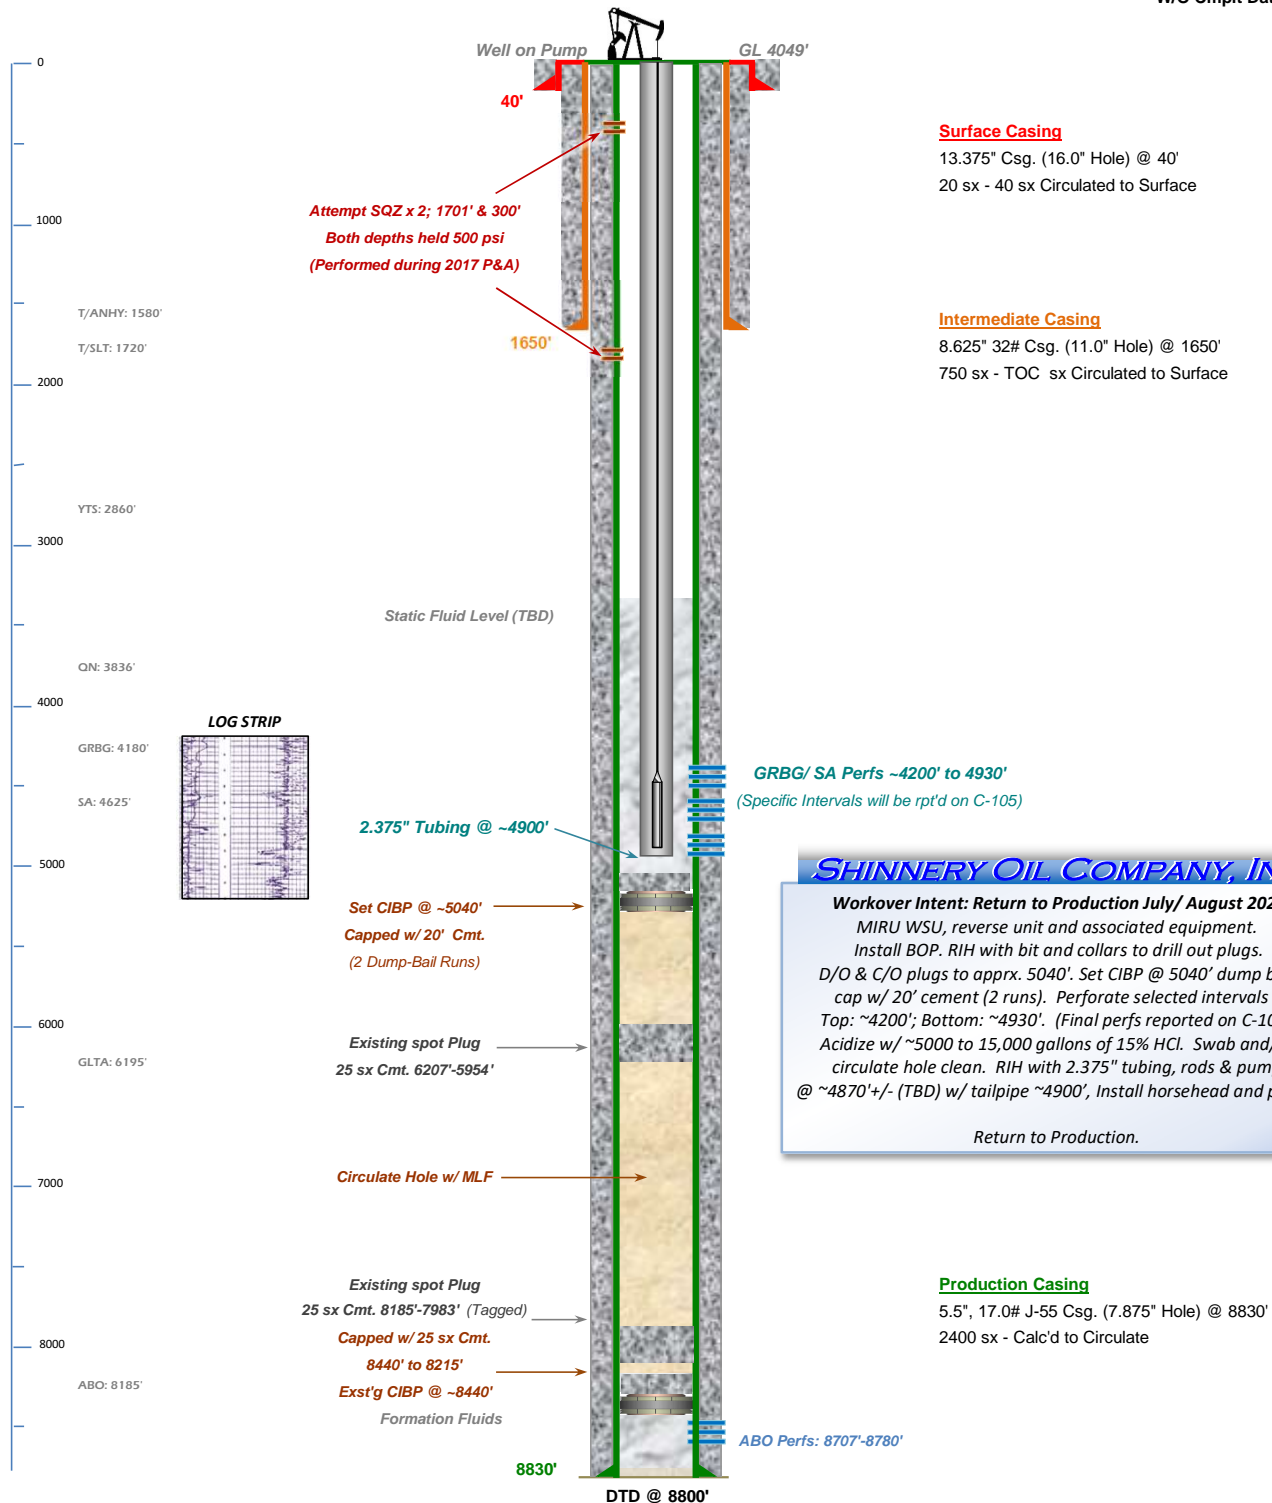 W/O Cmplt Dat
Well on Pump
GL 4049'
0
40'
Surface Casing
13.375" Csg. (16.0" Hole) @ 40'
20 sx - 40 sx Circulated to Surface
Attempt SQZ x 2; 1701' & 300'
Both depths held 500 psi
(Performed during 2017 P&A)
1000
T/ANHY: 1580'
T/SLT: 1720'
1650'
Intermediate Casing
8.625" 32# Csg. (11.0" Hole) @ 1650'
750 sx - TOC sx Circulated to Surface
2000
YTS: 2860'
3000
Static Fluid Level (TBD)
QN: 3836'
4000
LOG STRIP
GRBG: 4180'
SA: 4625'
GRBG/ SA Perfs ~4200' to 4930'
(Specific Intervals will be rpt'd on C-105)
2.375" Tubing @ ~4900'
5000
SHINNERY OIL COMPANY, IN
Workover Intent: Return to Production July/ August 202
MIRU WSU, reverse unit and associated equipment.
Install BOP. RIH with bit and collars to drill out plugs.
D/O & C/O plugs to apprx. 5040'. Set CIBP @ 5040' dump b
cap w/ 20' cement (2 runs). Perforate selected intervals
Top: ~4200'; Bottom: ~4930'. (Final perfs reported on C-10
Acidize w/ ~5000 to 15,000 gallons of 15% HCl. Swab and/
circulate hole clean. RIH with 2.375" tubing, rods & pum
@ ~4870'+/- (TBD) w/ tailpipe ~4900', Install horsehead and p
Return to Production.
Set CIBP @ ~5040'
Capped w/ 20' Cmt.
(2 Dump-Bail Runs)
6000
Existing spot Plug
25 sx Cmt. 6207'-5954'
GLTA: 6195'
Circulate Hole w/ MLF
7000
Existing spot Plug
25 sx Cmt. 8185'-7983' (Tagged)
Capped w/ 25 sx Cmt.
8440' to 8215'
Exst'g CIBP @ ~8440'
Formation Fluids
Production Casing
5.5", 17.0# J-55 Csg. (7.875" Hole) @ 8830'
2400 sx - Calc'd to Circulate
8000
ABO: 8185'
ABO Perfs: 8707'-8780'
8830'
DTD @ 8800'